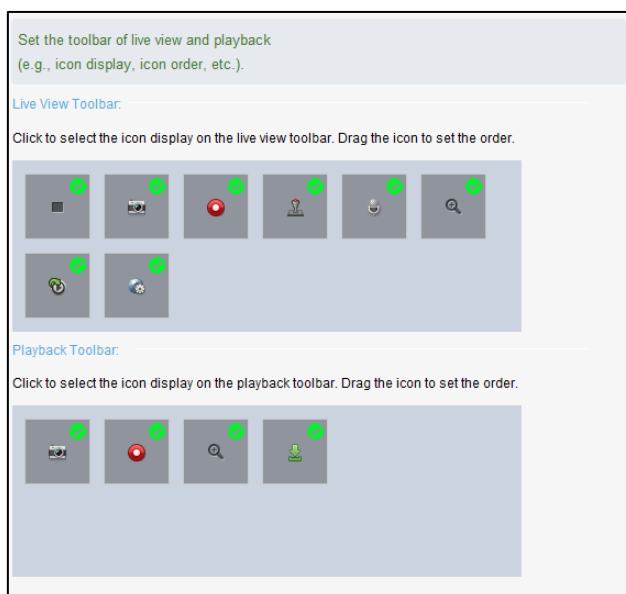 Set the toolbar of live view and playback
(e.g., icon display, icon order, etc.).
Live View Toolbar:
Click to select the icon display on the live view toolbar. Drag the icon to set the order.
Playback Toolbar:
Click to select the icon display on the playback toolbar. Drag the icon to set the order.